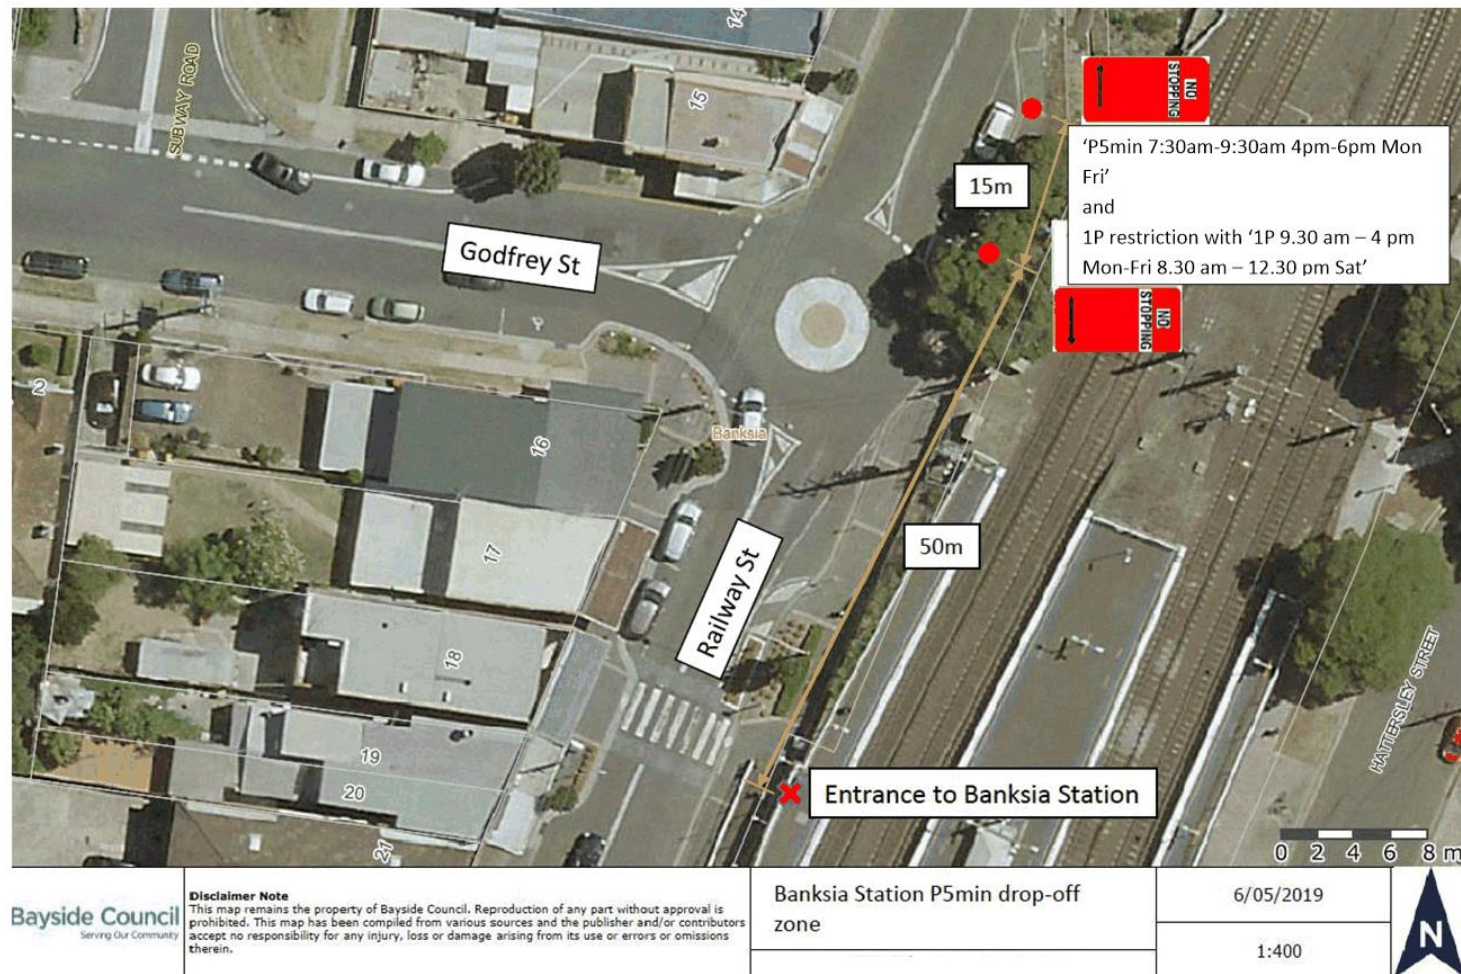 14
SUBWAY ROAD
15
NO
STOPPING
'P5min 7:30am-9:30am 4pm-6pm Mon
Fri'
and
1P restriction with '1P 9.30 am – 4 pm
Mon-Fri 8.30 am – 12.30 pm Sat'
15m
Godfrey St
NO
STOPPING
2
16
Banksia
17
50m
Railway St
18
HATTERSLEY STREET
19
20
21
Entrance to Banksia Station
0 2 4 6 8 m
Bayside Council
Serving Our Community
Disclaimer Note
This map remains the property of Bayside Council. Reproduction of any part without approval is
prohibited. This map has been compiled from various sources and the publisher and/or contributors
accept no responsibility for any injury, loss or damage arising from its use or errors or omissions
therein.
Banksia Station P5min drop-off
zone
6/05/2019
1:400
N